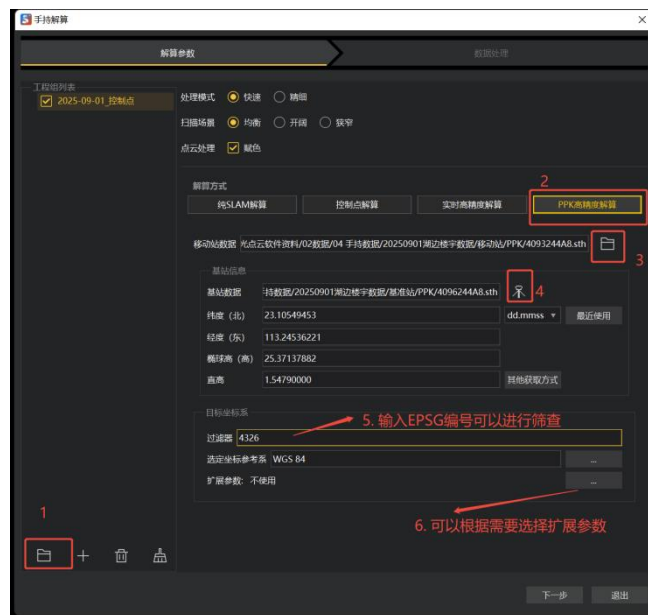 手持解算
解算参数
数据处理
工程组列表
2025-09-01_控制点
处理模式 快速 精细
扫描场景 均衡 开阔 狭窄
点云处理 赋色
解算方式
2
纯SLAM解算 控制点解算 实时高精度解算 PPK高精度解算
移动站数据 光点云软件资料/02数据/04 手持数据/20250901湖边楼宇数据/移动站/PPK/4093244A8.sth
3
基站信息
基站数据 手持数据/20250901湖边楼宇数据/基准站/PPK/4096244A8.sth
4
纬度（北） 23.10549453 dd.mmss 最近使用
经度（东） 113.24536221
椭球高（高） 25.37137882
直高 1.54790000 其他获取方式
目标坐标系
5. 输入EPSG编号可以进行筛查
过滤器 4326
选定坐标参考系 WGS 84 ...
扩展参数: 不使用 ...
6. 可以根据需要选择扩展参数
1
下一步 退出